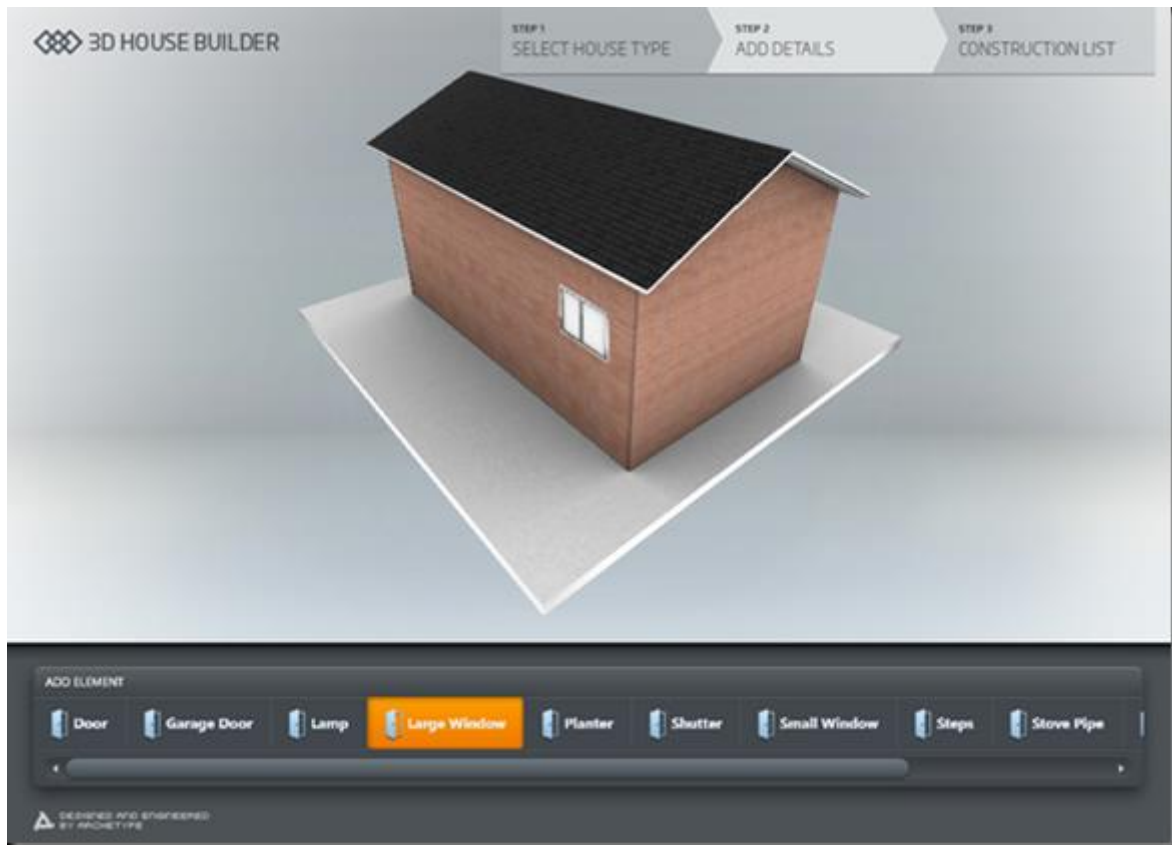 3D HOUSE BUILDER
STEP 1
SELECT HOUSE TYPE
STEP 2
ADD DETAILS
STEP 3
CONSTRUCTION LIST
ADD ELEMENT
Door
Garage Door
Lamp
Large Window
Planter
Shutter
Small Window
Steps
Stove Pipe
DESIGNED AND ENGINEERED
BY ARCHETYPE